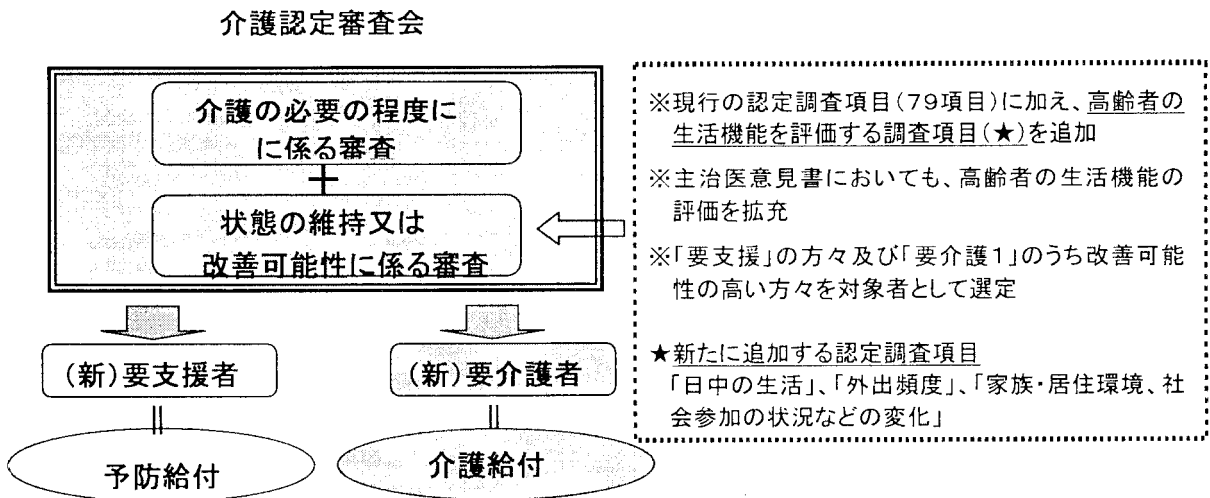 介護認定審査会
介護の必要の程度に
に係る審査
+
状態の維持又は
改善可能性に係る審査
(新)要支援者
(新)要介護者
予防給付
介護給付
※現行の認定調査項目(79項目)に加え、高齢者の
生活機能を評価する調査項目(★)を追加
※主治医意見書においても、高齢者の生活機能の
評価を拡充
※「要支援」の方々及び「要介護1」のうち改善可能
性の高い方々を対象者として選定
★新たに追加する認定調査項目
「日中の生活」、「外出頻度」、「家族・居住環境、社
会参加の状況などの変化」